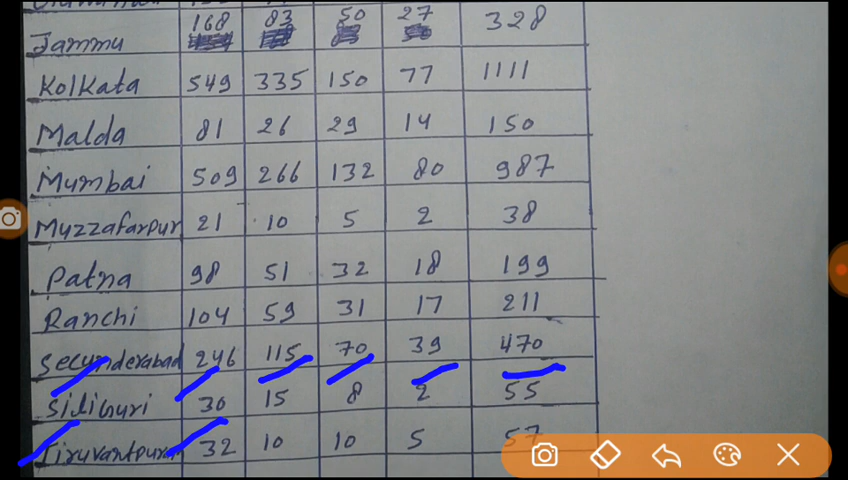 168 83 50 27 328
Jammu
Kolkata 549 335 150 77 1111
Malda 81 26 29 14 150
Mumbai 509 266 132 80 987
Muzzafarpur 21 10 5 2 38
Patna 98 51 32 18 199
Ranchi 104 59 31 17 211
Secunderabad 246 115 70 39 470
Siliguri 30 15 8 2 55
Tiruvantpuram 32 10 10 5 57